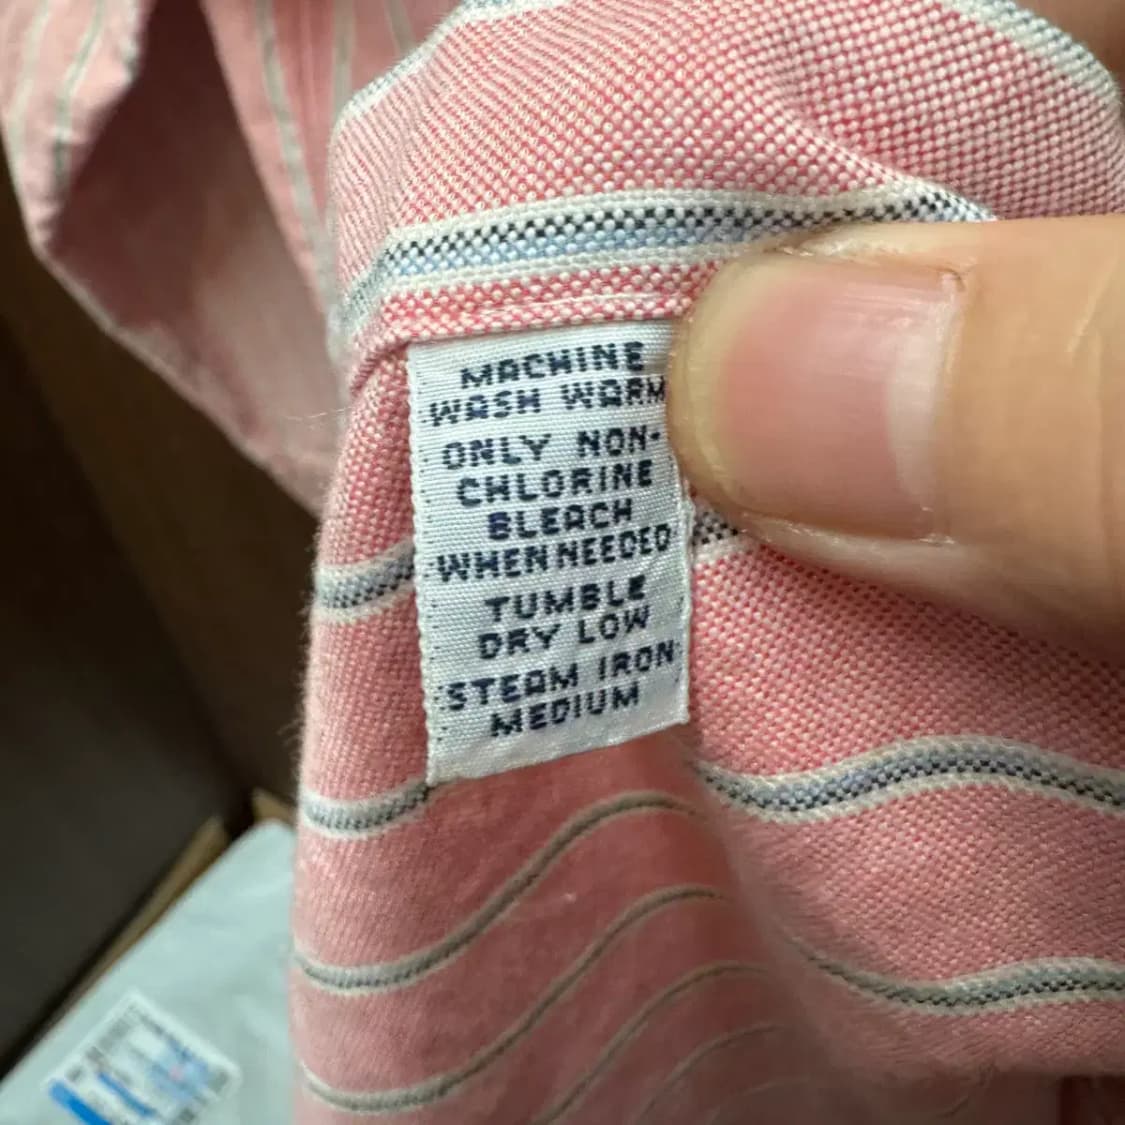 MACHINE
WASH WARM
ONLY NON-
CHLORINE
BLEACH
WHEN NEEDED
TUMBLE
DRY LOW
STEAM IRON
MEDIUM